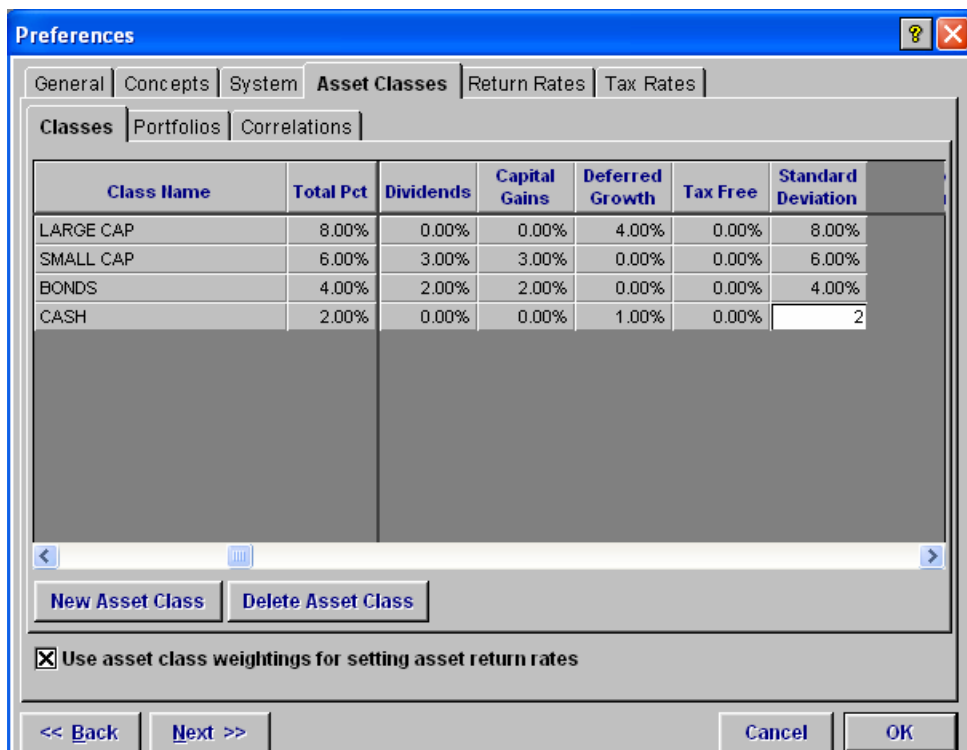 Preferences
General Concepts System Asset Classes Return Rates Tax Rates
Classes Portfolios Correlations
Class Name Total Pct Dividends Capital Gains Deferred Growth Tax Free Standard Deviation
LARGE CAP 8.00% 0.00% 0.00% 4.00% 0.00% 8.00%
SMALL CAP 6.00% 3.00% 3.00% 0.00% 0.00% 6.00%
BONDS 4.00% 2.00% 2.00% 0.00% 0.00% 4.00%
CASH 2.00% 0.00% 0.00% 1.00% 0.00% 2
New Asset Class Delete Asset Class
Use asset class weightings for setting asset return rates
<< Back Next >> Cancel OK